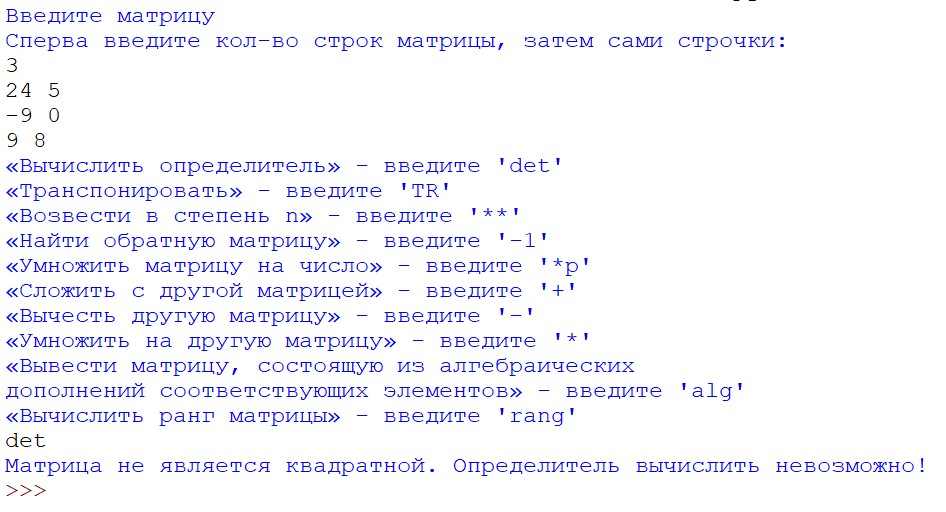 Введите матрицу
Сперва введите кол-во строк матрицы, затем сами строчки:
3
24 5
-9 0
9 8
«Вычислить определитель» - введите 'det'
«Транспонировать» - введите 'TR'
«Возвести в степень n» - введите '**'
«Найти обратную матрицу» - введите '-1'
«Умножить матрицу на число» - введите '*p'
«Сложить с другой матрицей» - введите '+'
«Вычесть другую матрицу» - введите '-'
«Умножить на другую матрицу» - введите '*'
«Вывести матрицу, состоящую из алгебраических
дополнений соответствующих элементов» - введите 'alg'
«Вычислить ранг матрицы» - введите 'rang'
det
Матрица не является квадратной. Определитель вычислить невозможно!
>>>